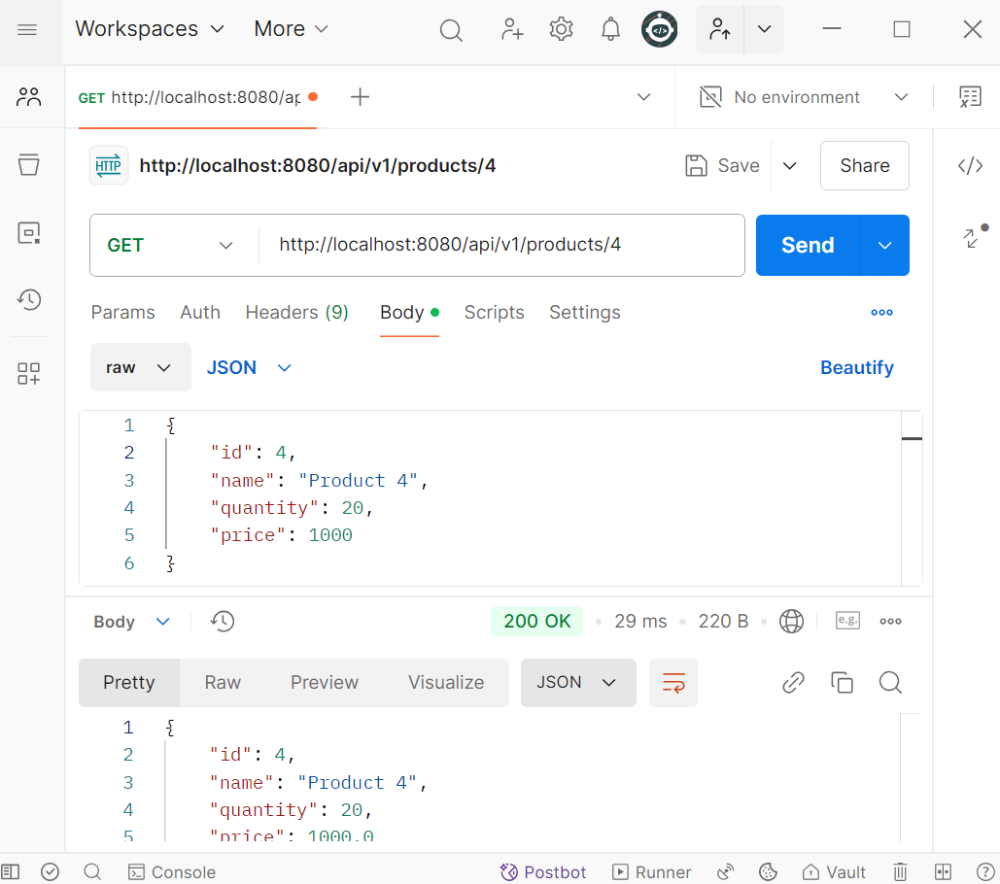 Workspaces More
GET http://localhost:8080/ap No environment
HTTP http://localhost:8080/api/v1/products/4 Save Share
GET http://localhost:8080/api/v1/products/4 Send
Params Auth Headers (9) Body Scripts Settings
raw JSON Beautify
1 {
2 "id": 4,
3 "name": "Product 4",
4 "quantity": 20,
5 "price": 1000
6 }
Body 200 OK 29 ms 220 B e.g.
Pretty Raw Preview Visualize JSON
1 {
2 "id": 4,
3 "name": "Product 4",
4 "quantity": 20,
5 "price": 1000.0
Console Postbot Runner Vault